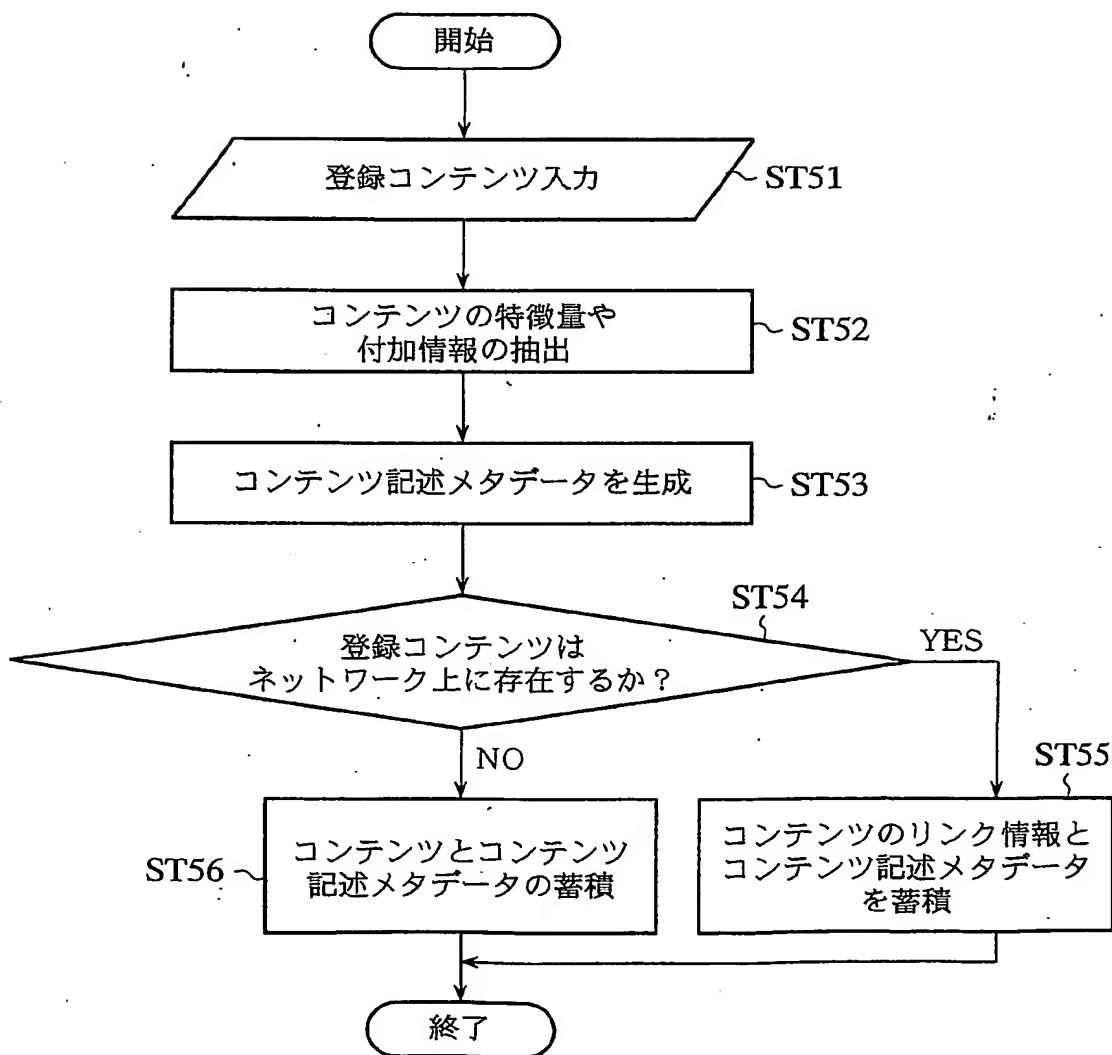 開始
登録コンテンツ入力
ST51
コンテンツの特徴量や
付加情報の抽出
ST52
コンテンツ記述メタデータを生成
ST53
ST54
登録コンテンツは
ネットワーク上に存在するか?
YES
NO
ST55
コンテンツのリンク情報と
コンテンツ記述メタデータ
を蓄積
ST56
コンテンツとコンテンツ
記述メタデータの蓄積
終了